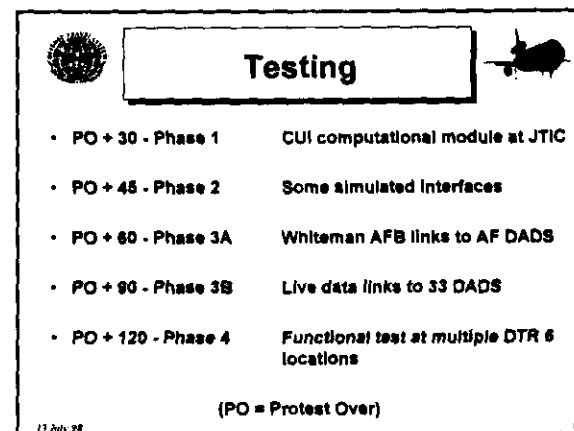 Testing
• PO + 30 - Phase 1 CUI computational module at JTIC
• PO + 45 - Phase 2 Some simulated Interfaces
• PO + 60 - Phase 3A Whiteman AFB links to AF DADS
• PO + 90 - Phase 3B Live data links to 33 DADS
• PO + 120 - Phase 4 Functional test at multiple DTR 6
locations
(PO = Protest Over)
July 98